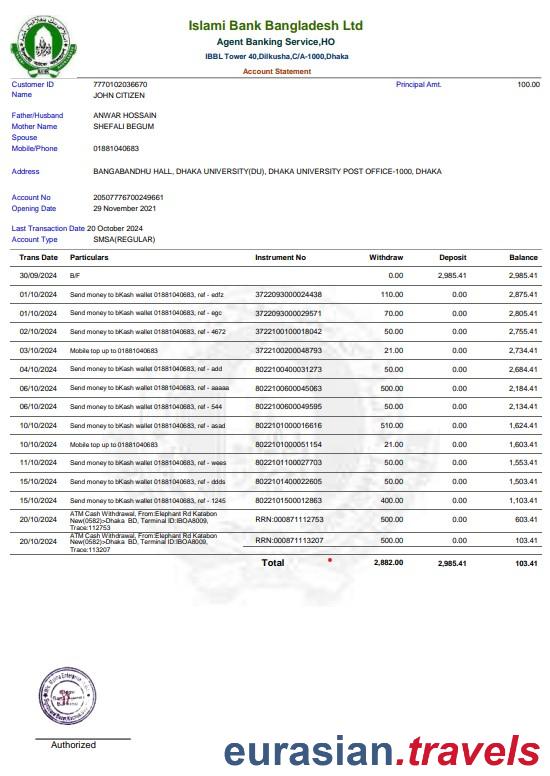 Islami Bank Bangladesh Ltd
Agent Banking Service,HO
IBBL Tower 40,Dilkusha,C/A-1000,Dhaka
Account Statement
Customer ID 7770102036670 Principal Amt. 100.00
Name JOHN CITIZEN
Father/Husband ANWAR HOSSAIN
Mother Name SHEFALI BEGUM
Spouse
Mobile/Phone 01881040683
Address BANGABANDHU HALL, DHAKA UNIVERSITY(DU), DHAKA UNIVERSITY POST OFFICE-1000, DHAKA
Account No 20507776700249661
Opening Date 29 November 2021
Last Transaction Date 20 October 2024
Account Type SMSA(REGULAR)
Trans Date Particulars Instrument No Withdraw Deposit Balance
30/09/2024 B/F 0.00 2,985.41 2,985.41
01/10/2024 Send money to bKash wallet 01881040683, ref - edfz 3722093000024438 110.00 0.00 2,875.41
01/10/2024 Send money to bKash wallet 01881040683, ref - egc 3722093000029571 70.00 0.00 2,805.41
02/10/2024 Send money to bKash wallet 01881040683, ref - 4672 3722100100018042 50.00 0.00 2,755.41
03/10/2024 Mobile top up to 01881040683 3722100200048793 21.00 0.00 2,734.41
04/10/2024 Send money to bKash wallet 01881040683, ref - add 8022100400031273 50.00 0.00 2,684.41
06/10/2024 Send money to bKash wallet 01881040683, ref - aaaaa 8022100600045063 500.00 0.00 2,184.41
06/10/2024 Send money to bKash wallet 01881040683, ref - 544 8022100600049595 50.00 0.00 2,134.41
10/10/2024 Send money to bKash wallet 01881040683, ref - asad 8022101000016616 510.00 0.00 1,624.41
10/10/2024 Mobile top up to 01881040683 8022101000051154 21.00 0.00 1,603.41
11/10/2024 Send money to bKash wallet 01881040683, ref - wees 8022101100027703 50.00 0.00 1,553.41
15/10/2024 Send money to bKash wallet 01881040683, ref - ddds 8022101400022605 50.00 0.00 1,503.41
15/10/2024 Send money to bKash wallet 01881040683, ref - 1245 8022101500012863 400.00 0.00 1,103.41
ATM Cash Withdrawal, From:Elephant Rd Katabon
20/10/2024 New(0582)>Dhaka BD, Terminal ID:IBOA8009, RRN:000871112753 500.00 0.00 603.41
Trace:112753
ATM Cash Withdrawal, From:Elephant Rd Katabon
20/10/2024 New(0582)>Dhaka BD, Terminal ID:IBOA8009, RRN:000871113207 500.00 0.00 103.41
Trace:113207
Total 2,882.00 2,985.41 103.41
Authorized
eurasian.travels